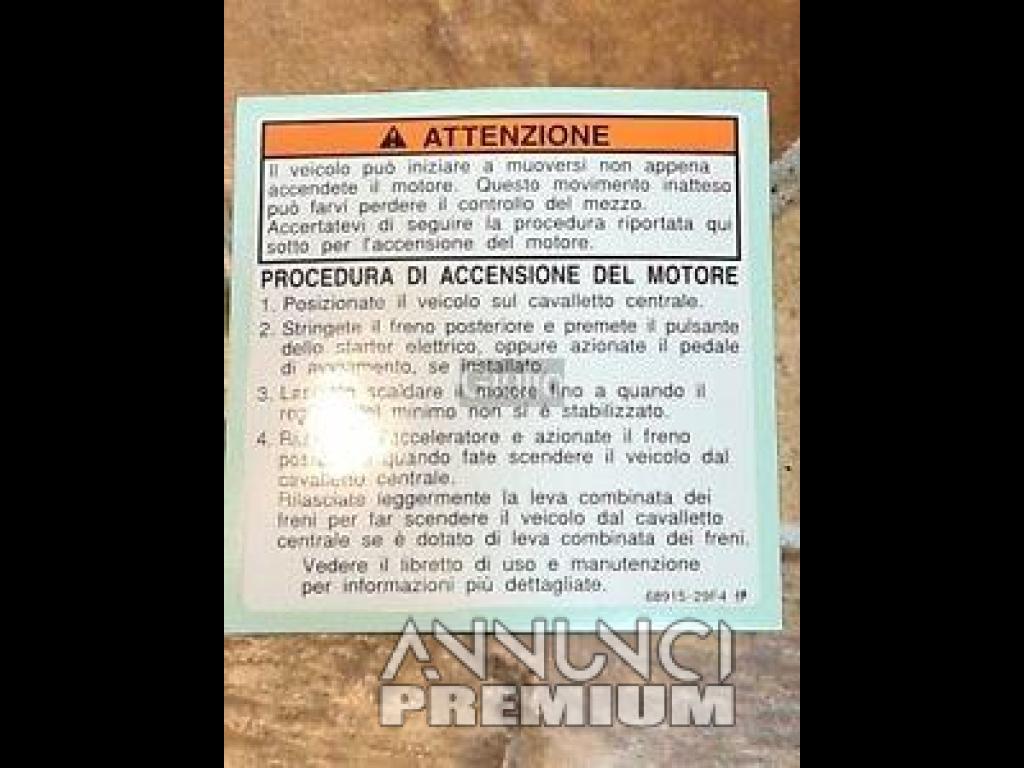 ATTENZIONE
Il veicolo può iniziare a muoversi non appena
accendete il motore. Questo movimento inatteso
può farvi perdere il controllo del mezzo.
Accertatevi di seguire la procedura riportata qui
sotto per l'accensione del motore.
PROCEDURA DI ACCENSIONE DEL MOTORE
1. Posizionate il veicolo sul cavalletto centrale.
2. Stringete il freno posteriore e premete il pulsante
dello starter elettrico, oppure azionate il pedale
di se installato.
3. scaldare il motore fino a quando il
del minimo non si è stabilizzato.
4. acceleratore e azionate il freno
quando fate scendere il veicolo dal
cavalletto centrale.
Rilasciate leggermente la leva combinata dei
freni per far scendere il veicolo dal cavalletto
centrale se è dotato di leva combinata dei freni.
Vedere il libretto di uso e manutenzione
per informazioni più dettagliate.
68915-29F4
ANNUNCI
PREMIUM